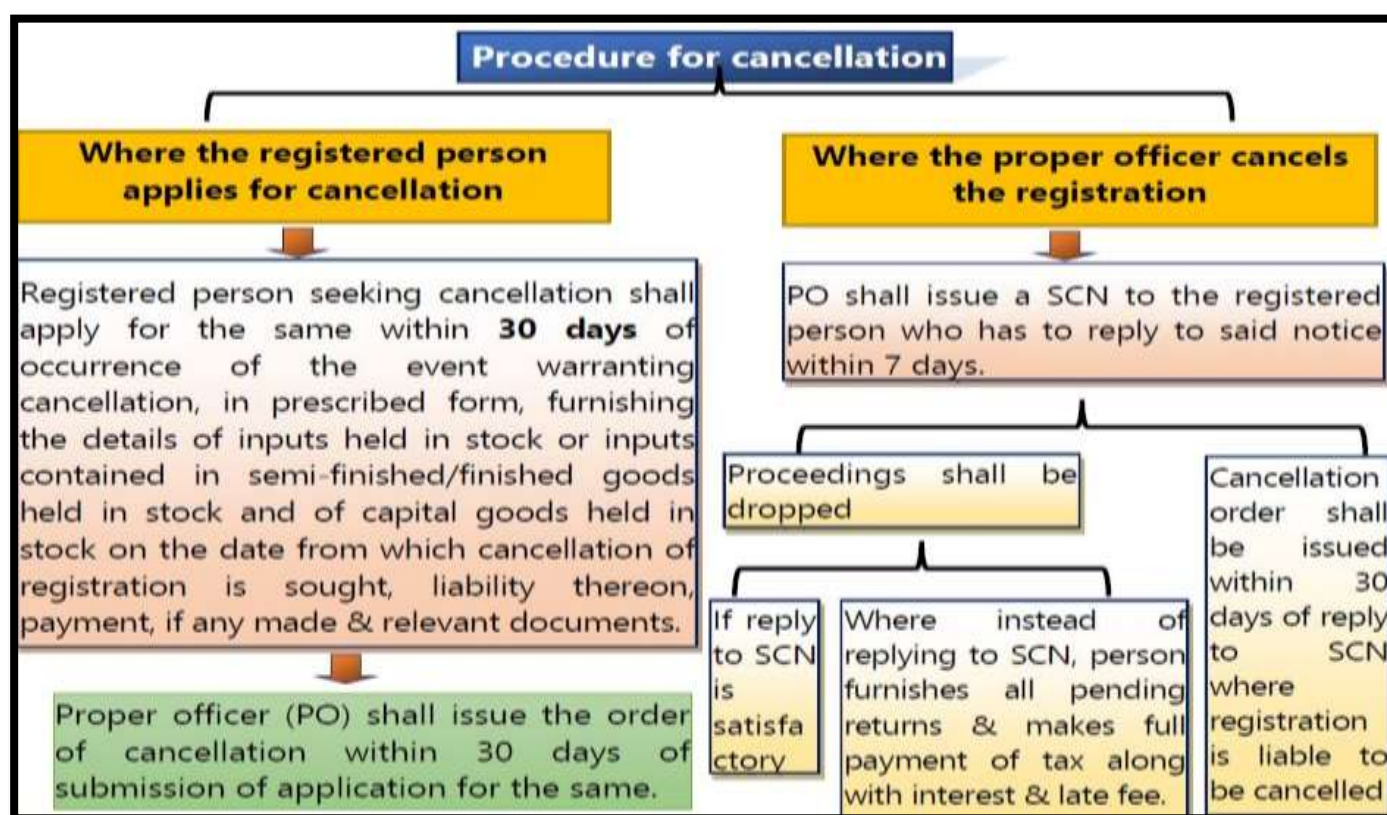 Procedure for cancellation
Where the registered person
applies for cancellation
Registered person seeking cancellation shall
apply for the same within 30 days of
occurrence of the event warranting
cancellation, in prescribed form, furnishing
the details of inputs held in stock or inputs
contained in semi-finished/finished goods
held in stock and of capital goods held in
stock on the date from which cancellation of
registration is sought, liability thereon,
payment, if any made & relevant documents.
Proper officer (PO) shall issue the order
of cancellation within 30 days of
submission of application for the same.
Where the proper officer cancels
the registration
PO shall issue a SCN to the registered
person who has to reply to said notice
within 7 days.
Proceedings shall be
dropped
If reply
to SCN
is
satisfa
ctory
Where instead of
replying to SCN, person
furnishes all pending
returns & makes full
payment of tax along
with interest & late fee.
Cancellation
order shall
be issued
within 30
days of reply
to SCN
where
registration
is liable to
be cancelled